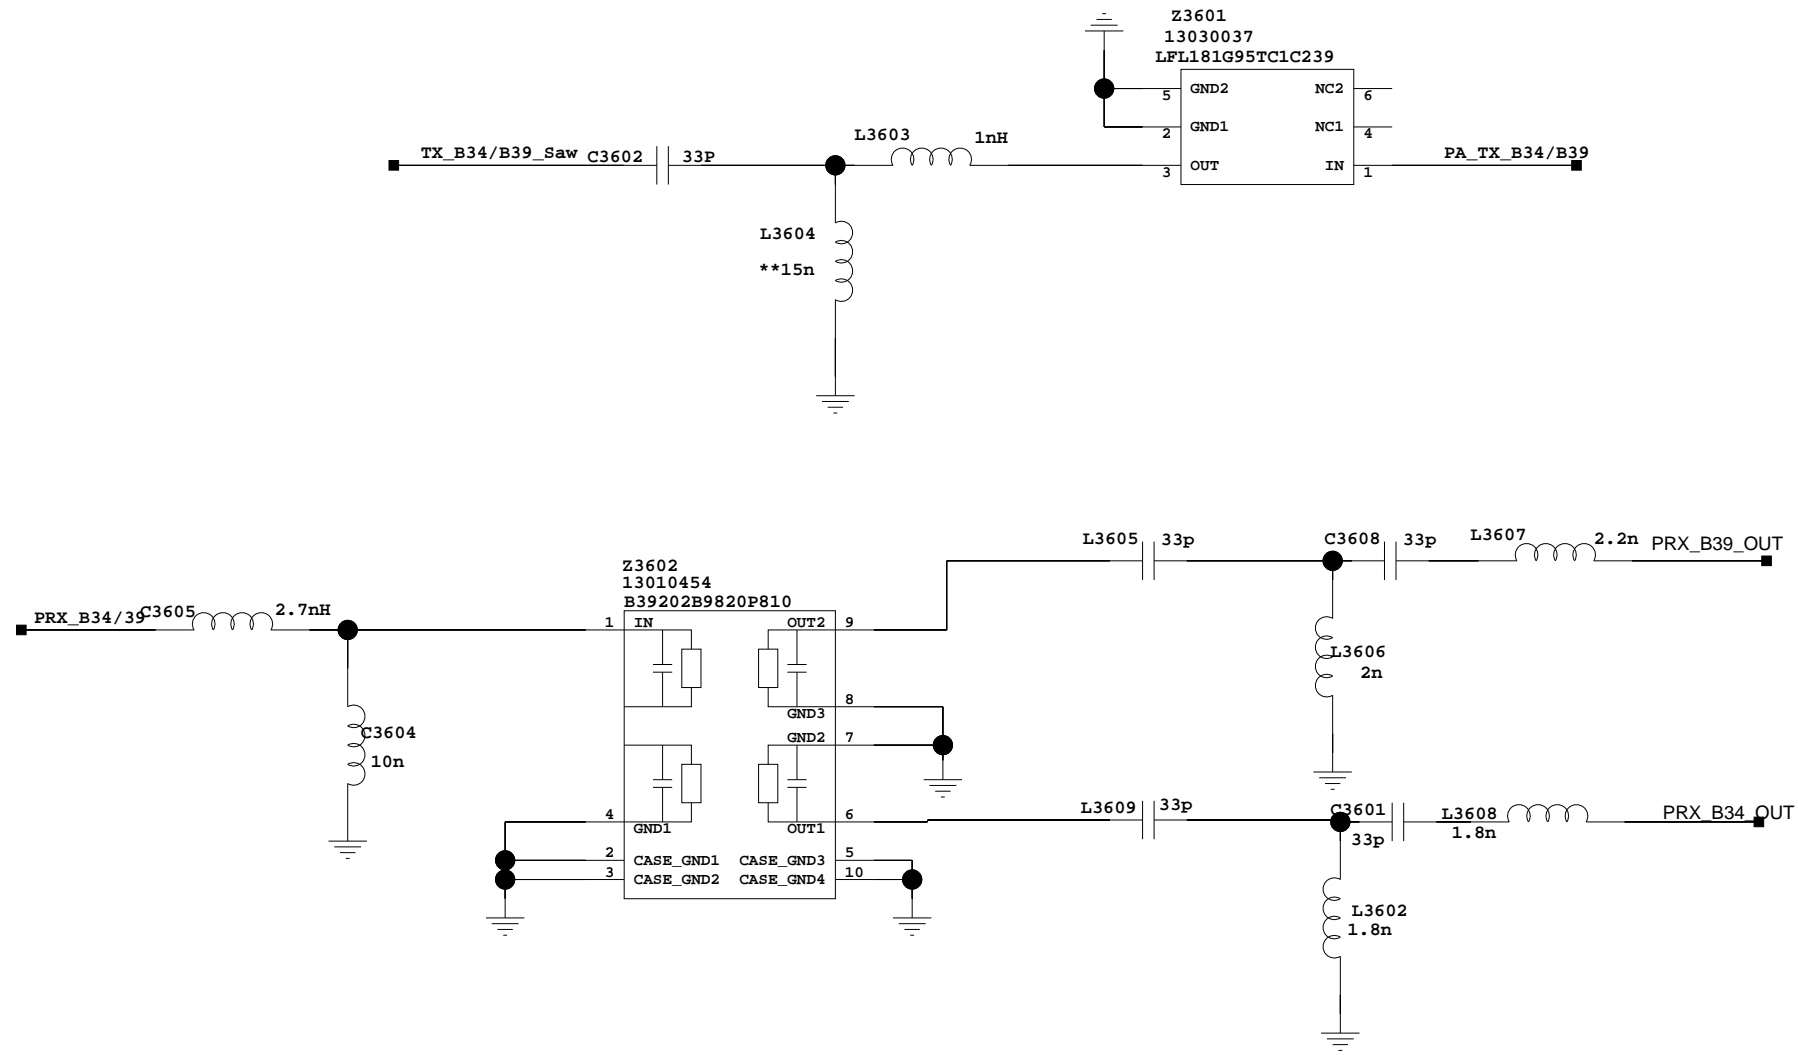 Z3601
13030037
LFL181G95TC1C239
5 GND2 NC2 6
2 GND1 NC1 4
3 OUT IN 1
TX_B34/B39_Saw C3602 33P
L3603 1nH
PA_TX_B34/B39
L3604
**15n
L3605 33p
C3608 33p
L3607 2.2n
PRX_B39_OUT
Z3602
13010454
B39202B9820P810
PRX_B34/39 C3605 2.7nH
1 IN OUT2 9
L3606
2n
8
GND3
C3604
10n
GND2 7
L3609 33p
C3601
33p
L3608
1.8n
PRX_B34_OUT
4 6
GND1 OUT1
2 CASE_GND1 CASE_GND3 5
3 CASE_GND2 CASE_GND4 10
L3602
1.8n